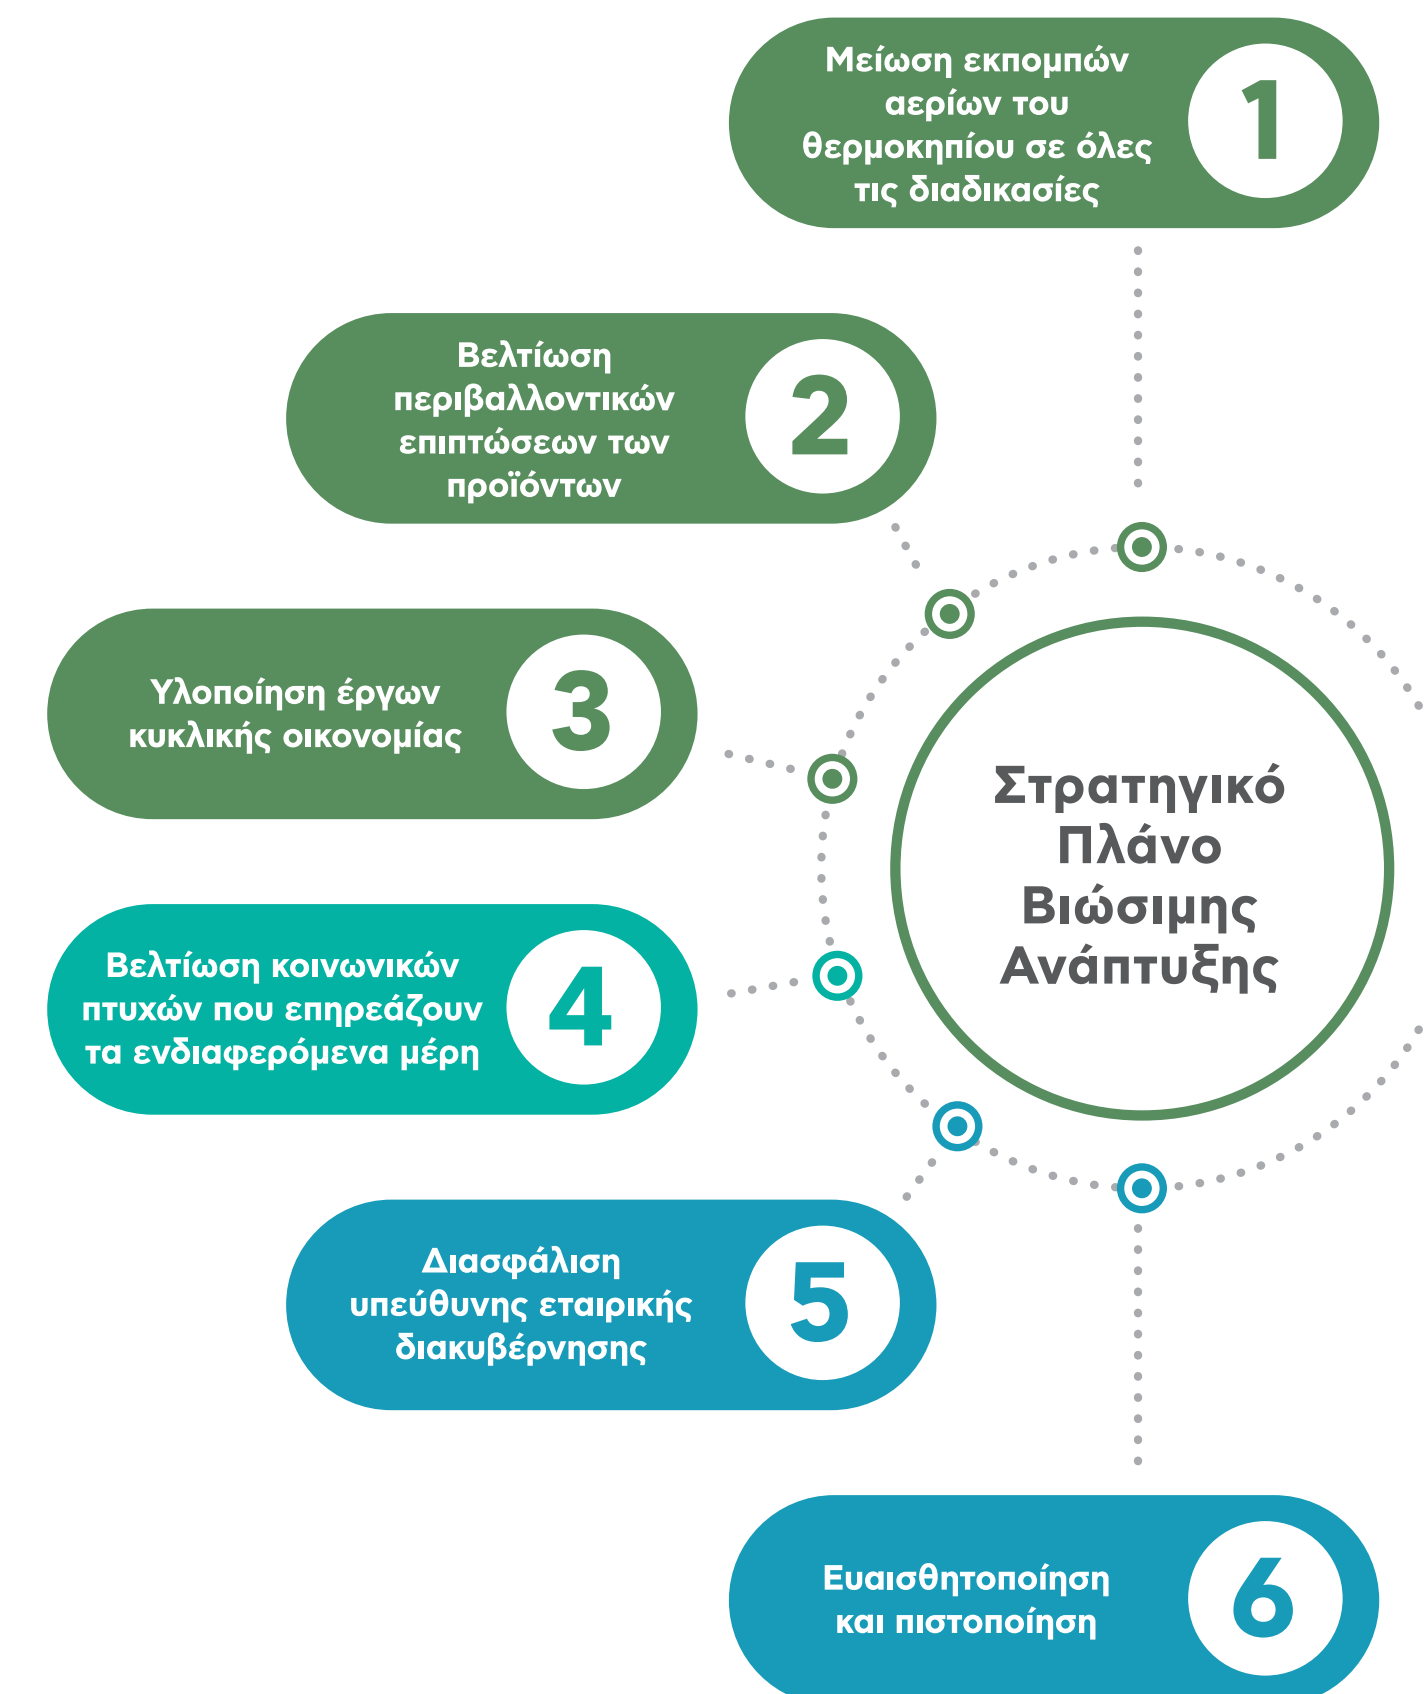 Μείωση εκπομπών
αερίων του
θερμοκηπίου σε όλες
τις διαδικασίες
1
Βελτίωση
περιβαλλοντικών
επιπτώσεων των
προϊόντων
2
Υλοποίηση έργων
κυκλικής οικονομίας
3
Στρατηγικό
Πλάνο
Βιώσιμης
Ανάπτυξης
Βελτίωση κοινωνικών
πτυχών που επηρεάζουν
τα ενδιαφερόμενα μέρη
4
Διασφάλιση
υπεύθυνης εταιρικής
διακυβέρνησης
5
Ευαισθητοποίηση
και πιστοποίηση
6